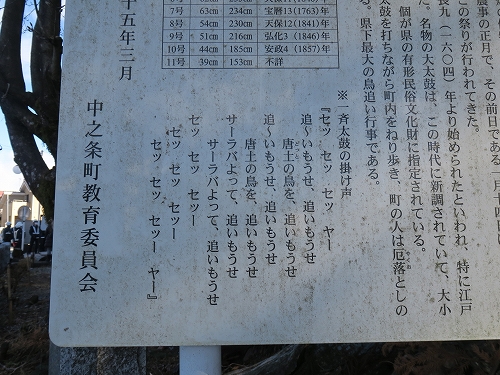 農事の正月で、その前日である
この祭りが行われてきた。
長九(一六〇四)年より始められたといわれ、特に江戸
た。名物の大太鼓は、この時代に新調されていて、大小
個が県の有形民俗文化財に指定されている。
太鼓を打ちながら町内をねり歩き、町の人は厄落としの
る。県下最大の鳥追い行事である。
7号 63cm 234cm 宝暦13(1763)年
8号 54cm 230cm 天保12(1841)年
9号 51cm 216cm 弘化3(1846)年
10号 44cm 185cm 安政4(1857)年
11号 39cm 153cm 不詳
※一斉太鼓の掛け声
『セッ セッ セッ ヤー
追~いもうせ、追いもうせ
唐土の鳥を、追いもうせ
追~いもうせ、追いもうせ
唐土の鳥を、追いもうせ
サーラバよって、追いもうせ
サーラバよって、追いもうせ
セッ セッ セッー
セッ セッ セッー
セッ セッ セッー ヤー』
十五年三月
中之条町教育委員会